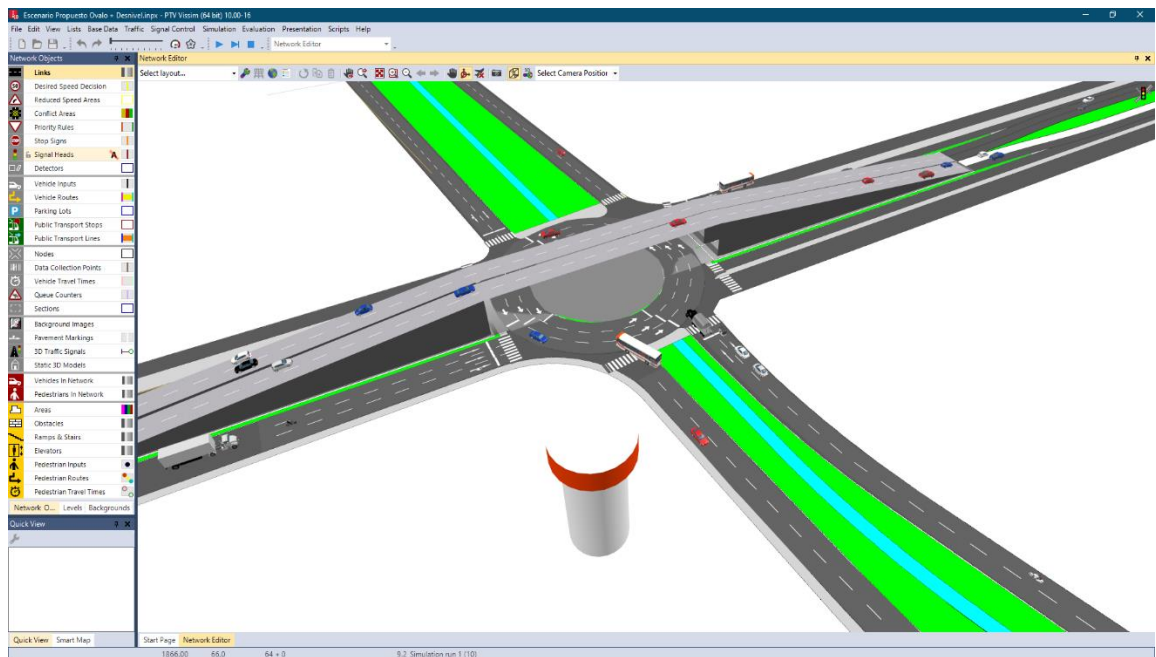 Escenario Propuesto Ovalo + Desnivel.inpx - PTV Vissim (64 bit) 10.00-16
File Edit View Lists Base Data Traffic Signal Control Simulation Evaluation Presentation Scripts Help
Network Editor
Network Objects
Network Editor
Select layout...
Select Camera Position
Links
Desired Speed Decision
Reduced Speed Areas
Conflict Areas
Priority Rules
Stop Signs
Signal Heads
Detectors
Vehicle Inputs
Vehicle Routes
Parking Lots
Public Transport Stops
Public Transport Lines
Nodes
Data Collection Points
Vehicle Travel Times
Queue Counters
Sections
Background Images
Pavement Markings
3D Traffic Signals
Static 3D Models
Vehicles In Network
Pedestrians In Network
Areas
Obstacles
Ramps & Stairs
Elevators
Pedestrian Inputs
Pedestrian Routes
Pedestrian Travel Times
Network O... Levels Backgrounds
Quick View
Quick View Smart Map
Start Page Network Editor
1866.00 66.0 64 + 0 9.2 Simulation run 1 (10)